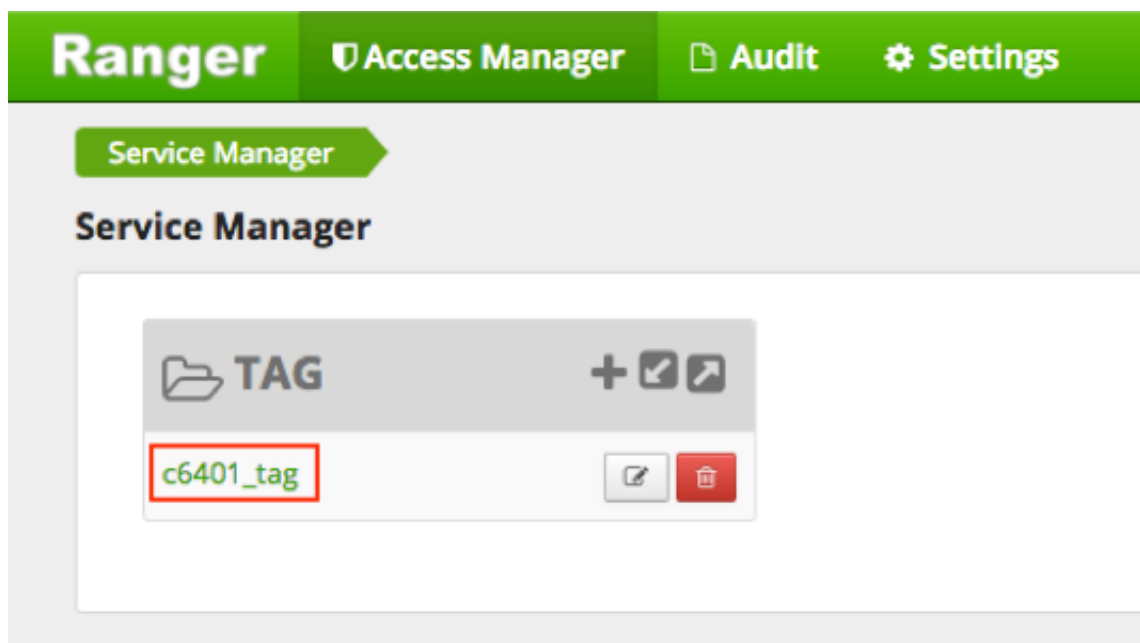 Ranger Access Manager Audit Settings
Service Manager
Service Manager
TAG
c6401_tag